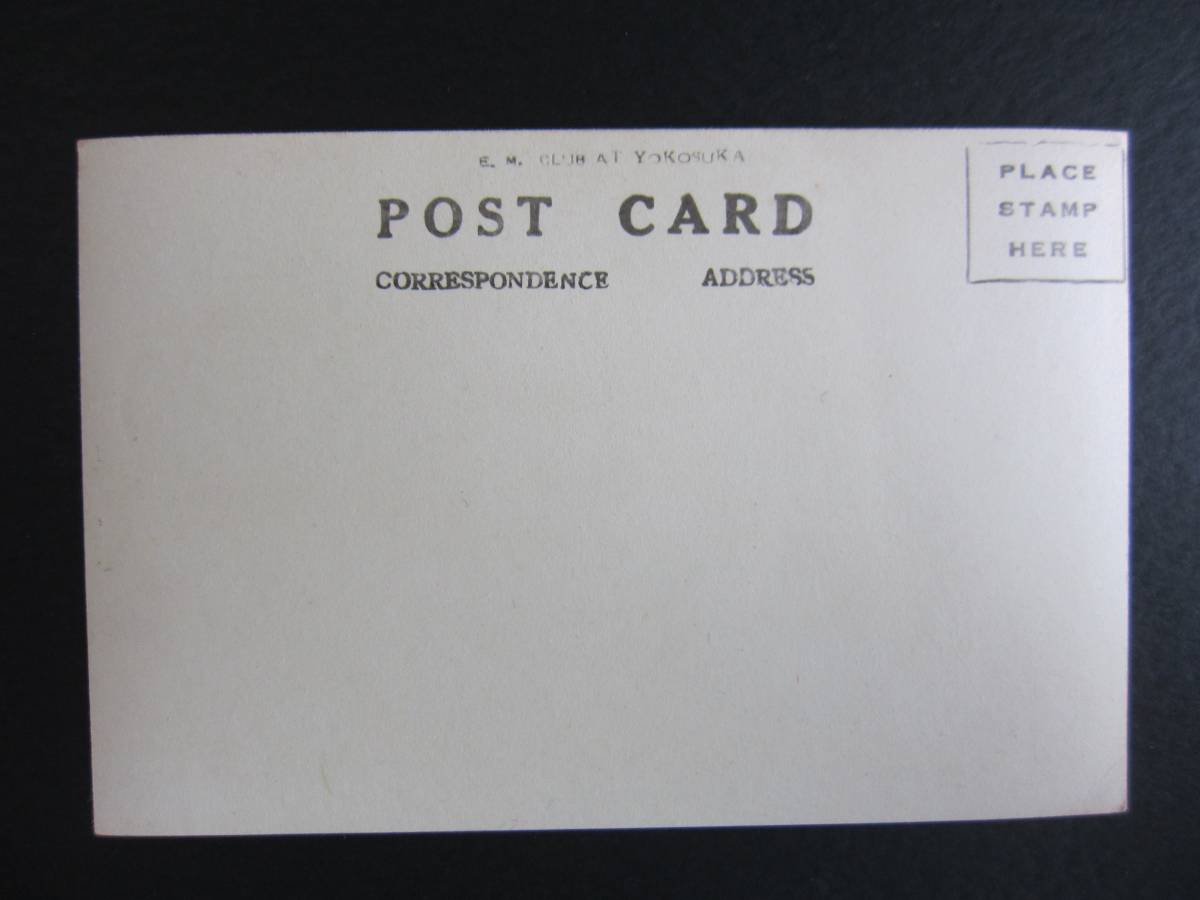 E. M. CLUB AT YOKOSUKA
POST CARD
CORRESPONDENCE ADDRESS
PLACE
STAMP
HERE